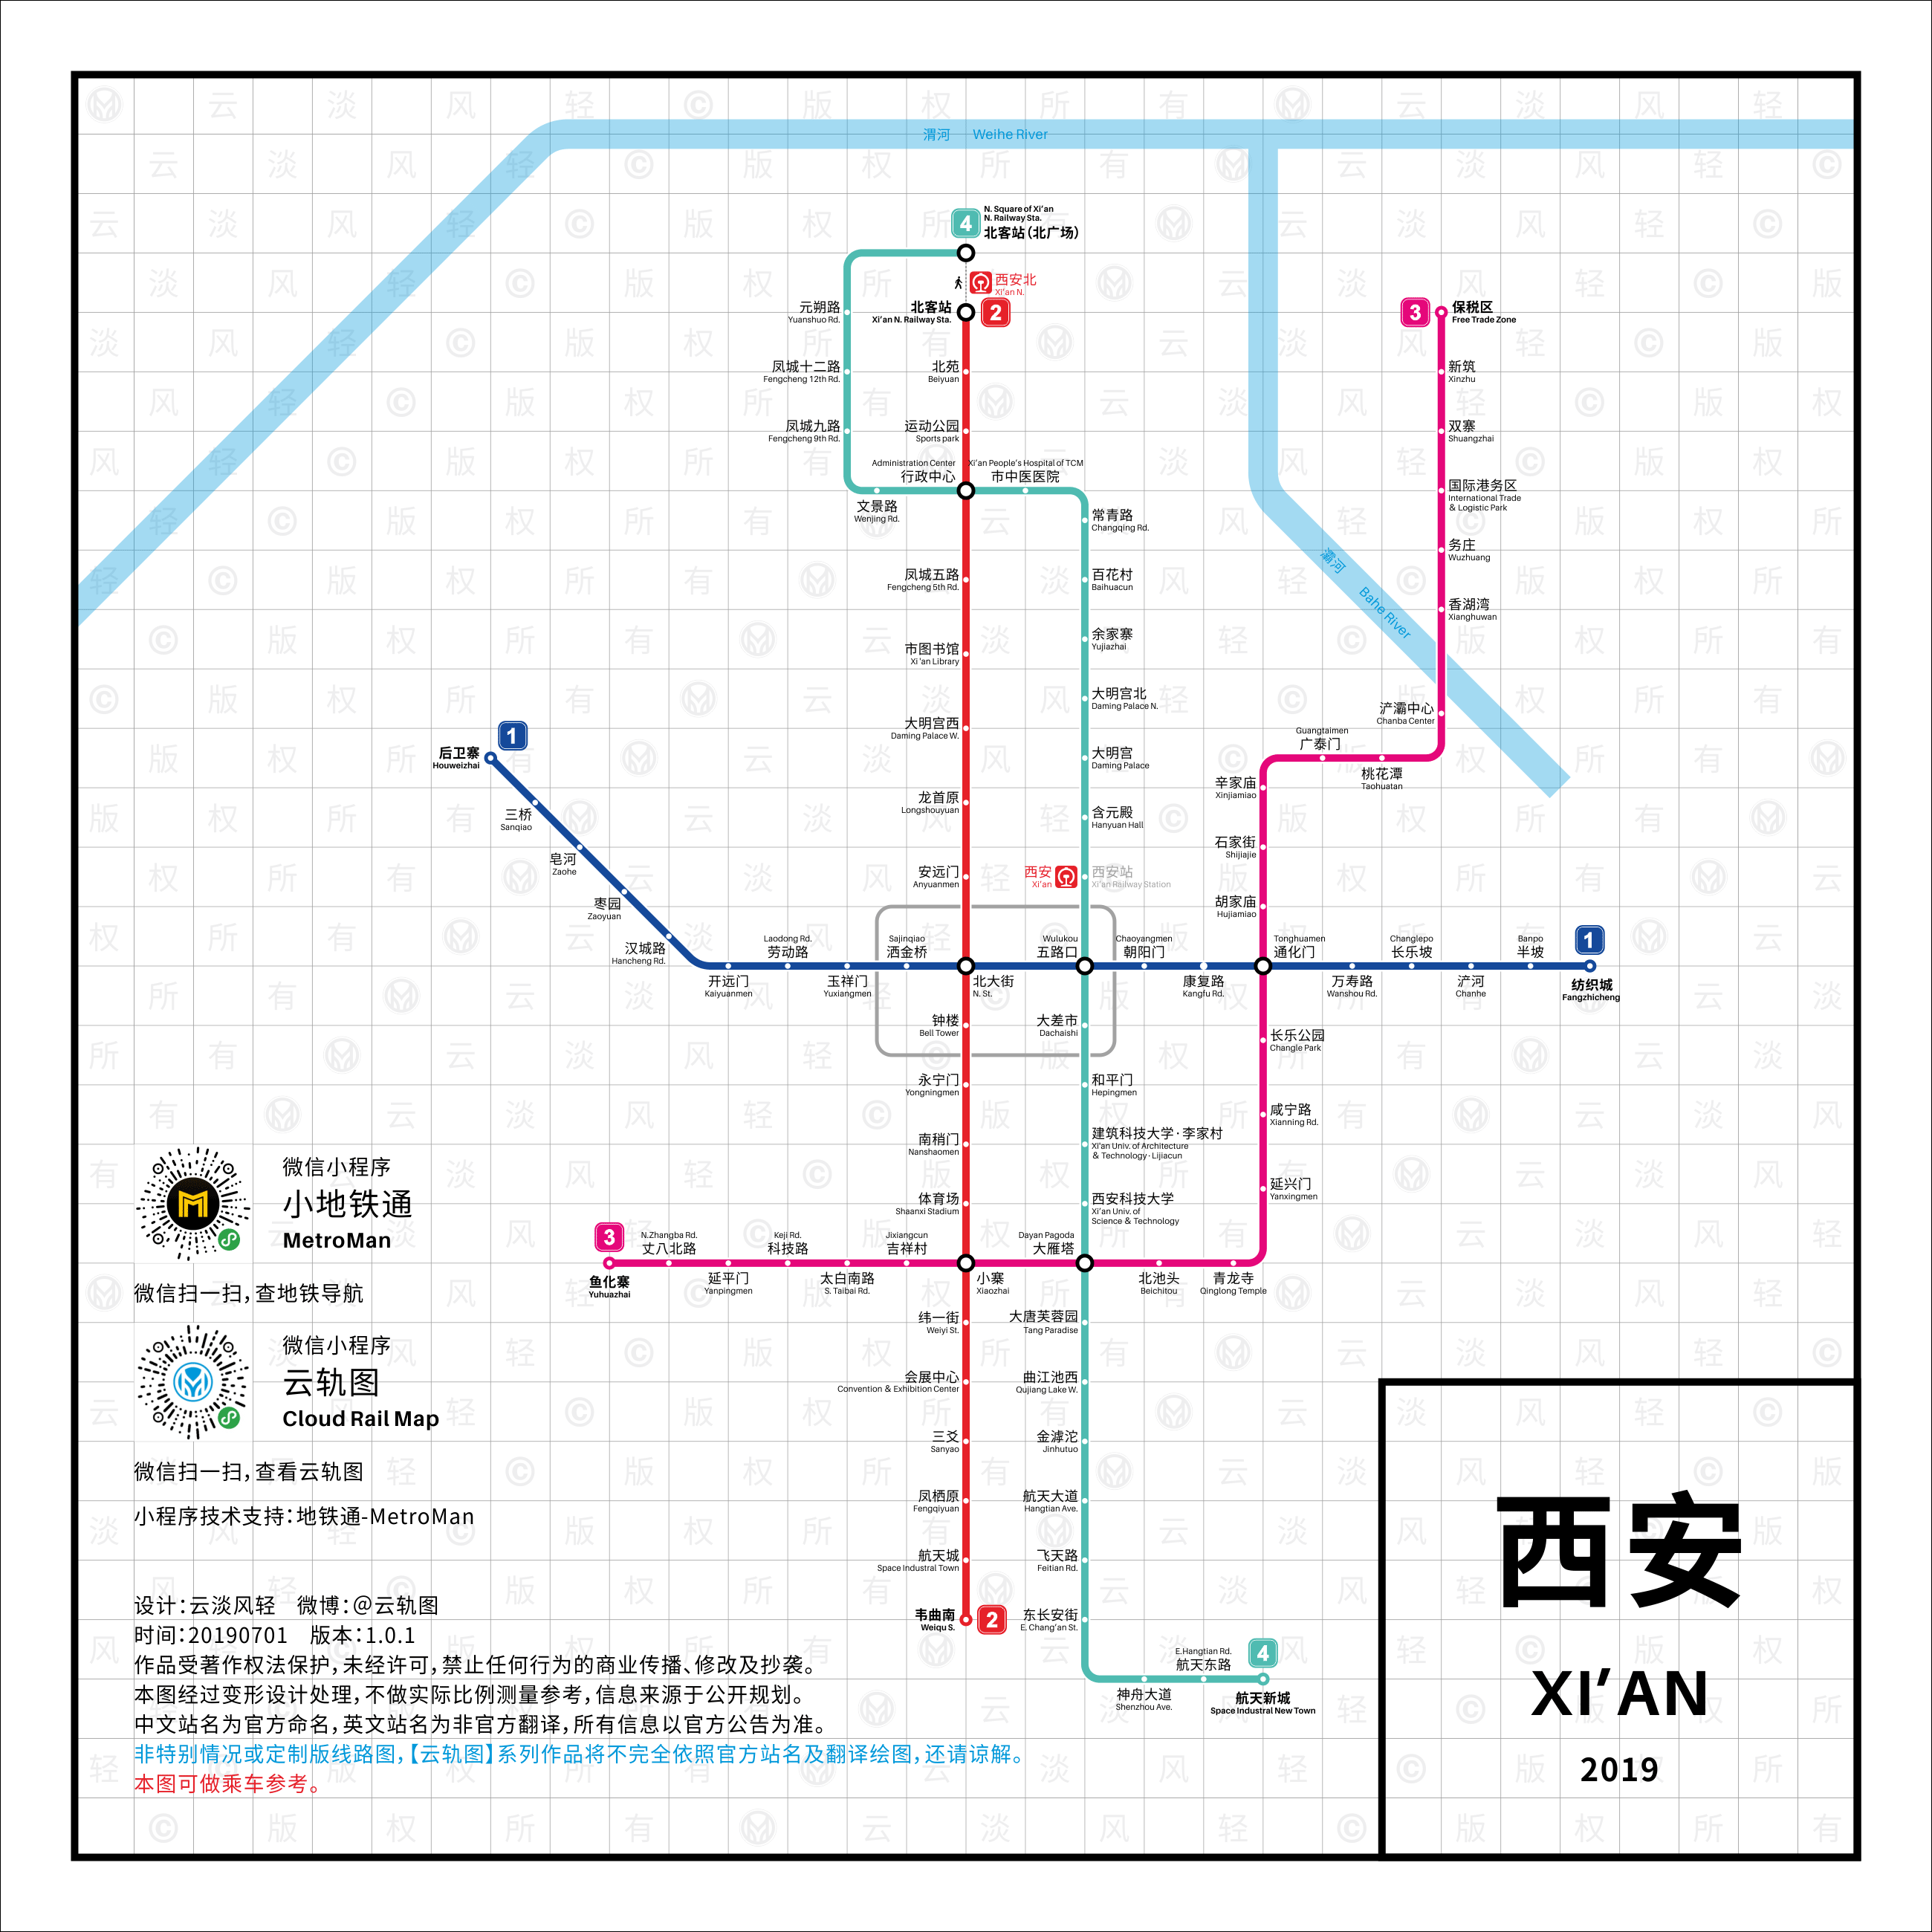 渭河 Weihe River
4
N. Square of Xi'an
N. Railway Sta.
北客站（北广场）
西安北
Xi'an N.
北客站
Xi'an N. Railway Sta.
2
元朔路
Yuanshuo Rd.
3
保税区
Free Trade Zone
凤城十二路
Fengcheng 12th Rd.
北苑
Beiyuan
新筑
Xinzhu
凤城九路
Fengcheng 9th Rd.
运动公园
Sports park
双寨
Shuangzhai
Administration Center
行政中心
Xi'an People's Hospital of TCM
市中医医院
文景路
Wenjing Rd.
国际港务区
International Trade
& Logistic Park
常青路
Changqing Rd.
务庄
Wuzhuang
灞河 Bahe River
凤城五路
Fengcheng 5th Rd.
百花村
Baihuacun
香湖湾
Xianghuwan
余家寨
Yujiazhai
市图书馆
Xi 'an Library
大明宫北
Daming Palace N.
浐灞中心
Chanba Center
大明宫西
Daming Palace W.
Guangtaimen
广泰门
1
后卫寨
Houweizhai
大明宫
Daming Palace
桃花潭
Taohuatan
辛家庙
Xinjiamiao
龙首原
Longshouyuan
三桥
Sanqiao
含元殿
Hanyuan Hall
石家街
Shijiajie
皂河
Zaohe
安远门
Anyuanmen
西安
Xi'an
西安站
Xi'an Railway Station
枣园
Zaoyuan
胡家庙
Hujiamiao
汉城路
Hancheng Rd.
Laodong Rd.
劳动路
Sajinqiao
洒金桥
Wulukou
五路口
Chaoyangmen
朝阳门
Tonghuamen
通化门
Changlepo
长乐坡
Banpo
半坡
1
开远门
Kaiyuanmen
玉祥门
Yuxiangmen
北大街
N. St.
康复路
Kangfu Rd.
万寿路
Wanshou Rd.
浐河
Chanhe
纺织城
Fangzhicheng
钟楼
Bell Tower
大差市
Dachaishi
长乐公园
Changle Park
永宁门
Yongningmen
和平门
Hepingmen
咸宁路
Xianning Rd.
南稍门
Nanshaomen
建筑科技大学·李家村
Xi'an Univ. of Architecture
& Technology·Lijiacun
延兴门
Yanxingmen
体育场
Shaanxi Stadium
西安科技大学
Xi'an Univ. of
Science & Technology
3
N.Zhangba Rd.
丈八北路
Keji Rd.
科技路
Jixiangcun
吉祥村
Dayan Pagoda
大雁塔
鱼化寨
Yuhuazhai
延平门
Yanpingmen
太白南路
S. Taibai Rd.
小寨
Xiaozhai
北池头
Beichitou
青龙寺
Qinglong Temple
纬一街
Weiyi St.
大唐芙蓉园
Tang Paradise
会展中心
Convention & Exhibition Center
曲江池西
Qujiang Lake W.
三爻
Sanyao
金滹沱
Jinhutuo
凤栖原
Fengqiyuan
航天大道
Hangtian Ave.
航天城
Space Industral Town
飞天路
Feitian Rd.
韦曲南
Weiqu S.
2
东长安街
E. Chang'an St.
E.Hangtian Rd.
航天东路
4
神舟大道
Shenzhou Ave.
航天新城
Space Industral New Town
微信小程序
小地铁通
MetroMan
微信扫一扫，查地铁导航
微信小程序
云轨图
Cloud Rail Map
微信扫一扫，查看云轨图
小程序技术支持：地铁通-MetroMan
设计：云淡风轻 微博：@云轨图
时间：20190701 版本：1.0.1
作品受著作权法保护，未经许可，禁止任何行为的商业传播、修改及抄袭。
本图经过变形设计处理，不做实际比例测量参考，信息来源于公开规划。
中文站名为官方命名，英文站名为非官方翻译，所有信息以官方公告为准。
非特别情况或定制版线路图，【云轨图】系列作品将不完全依照官方站名及翻译绘图，还请谅解。
本图可做乘车参考。
西安
XI'AN
2019